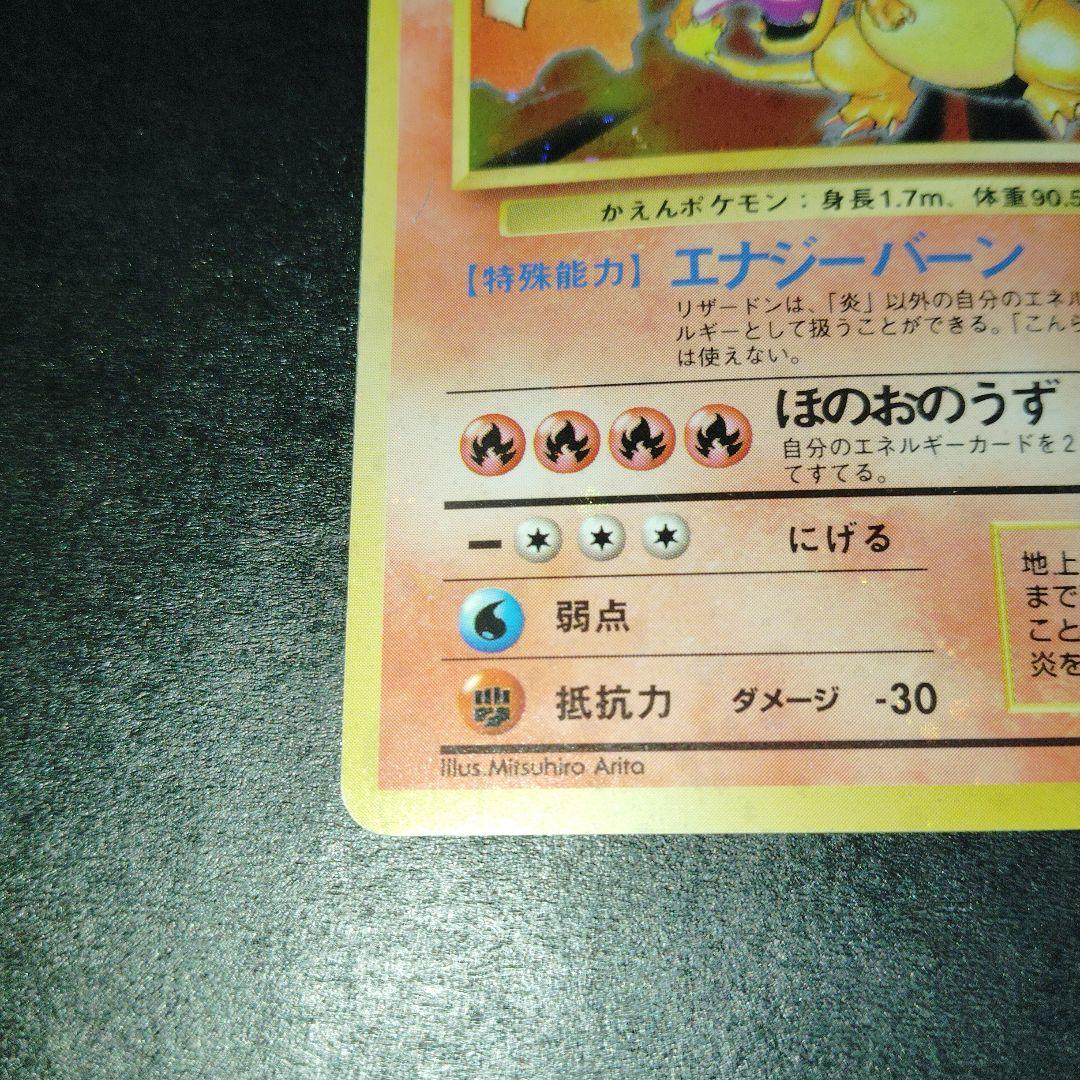 かえんポケモン：身長1.7m、体重90.5
【特殊能力】 エナジーバーン
リザードンは、「炎」以外の自分のエネル
ルギーとして扱うことができる。「こんら
は使えない。
ほのおのうず
自分のエネルギーカードを2
てすてる。
ー にげる
弱点
抵抗力 ダメージ -30
地上
まで
こと
炎を
Illus.Mitsuhiro Arita